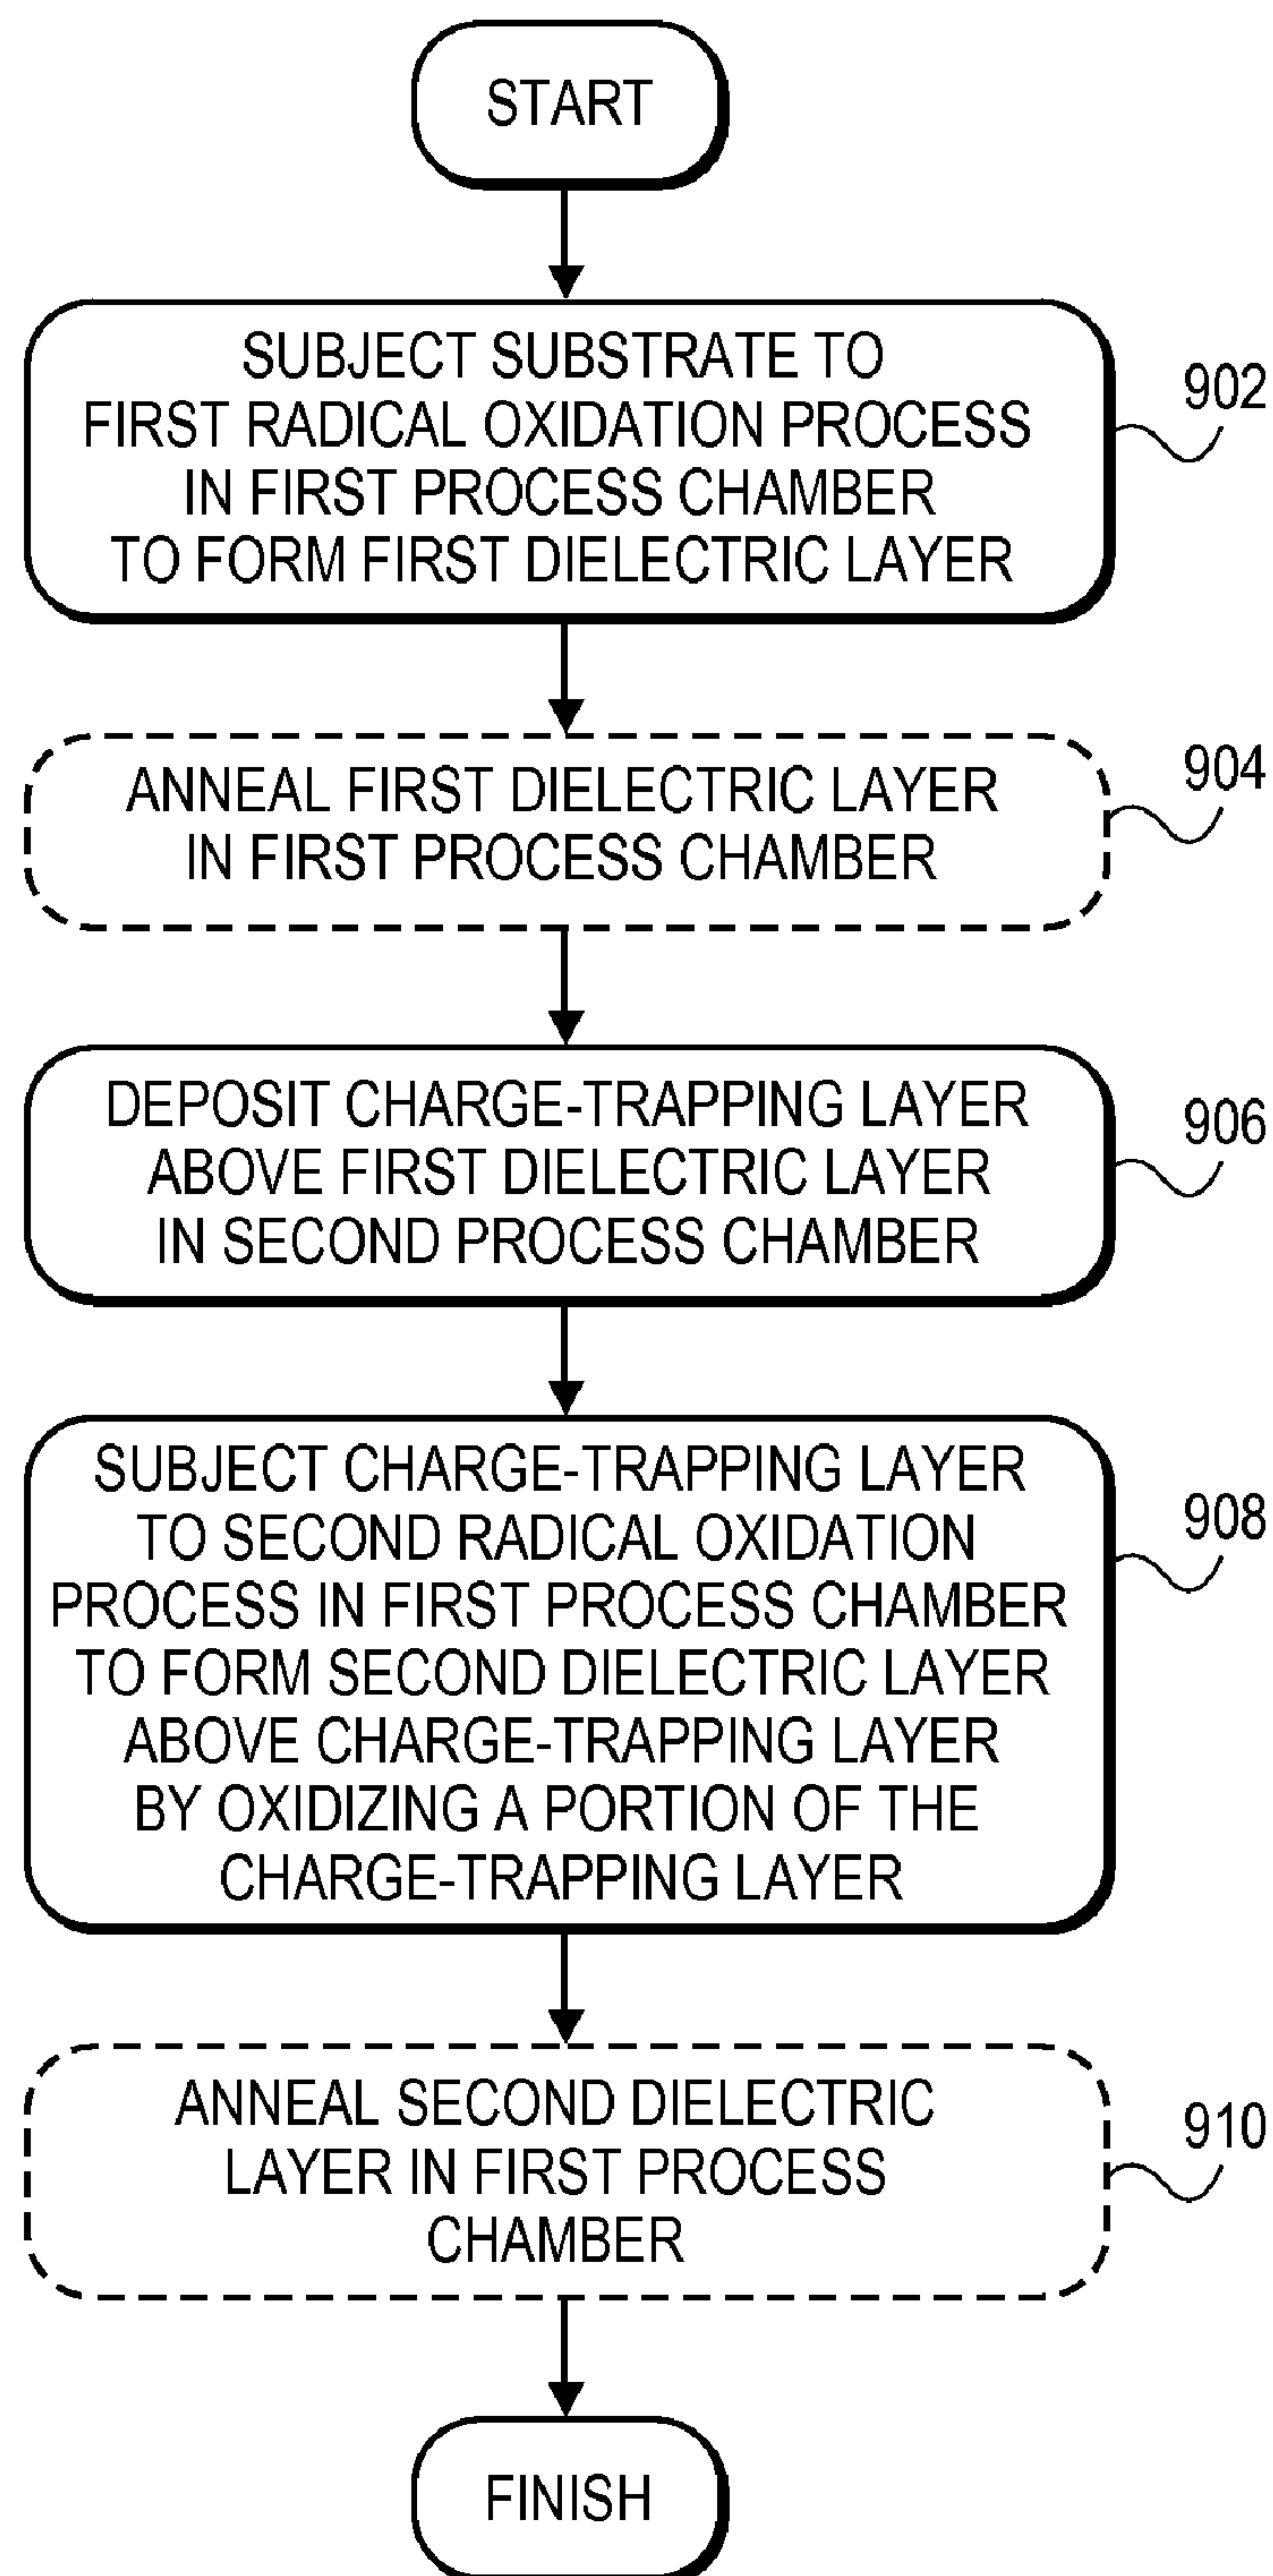 START
SUBJECT SUBSTRATE TO
FIRST RADICAL OXIDATION PROCESS
IN FIRST PROCESS CHAMBER
TO FORM FIRST DIELECTRIC LAYER
902
ANNEAL FIRST DIELECTRIC LAYER
IN FIRST PROCESS CHAMBER
904
DEPOSIT CHARGE-TRAPPING LAYER
ABOVE FIRST DIELECTRIC LAYER
IN SECOND PROCESS CHAMBER
906
SUBJECT CHARGE-TRAPPING LAYER
TO SECOND RADICAL OXIDATION
PROCESS IN FIRST PROCESS CHAMBER
TO FORM SECOND DIELECTRIC LAYER
ABOVE CHARGE-TRAPPING LAYER
BY OXIDIZING A PORTION OF THE
CHARGE-TRAPPING LAYER
908
ANNEAL SECOND DIELECTRIC
LAYER IN FIRST PROCESS
CHAMBER
910
FINISH